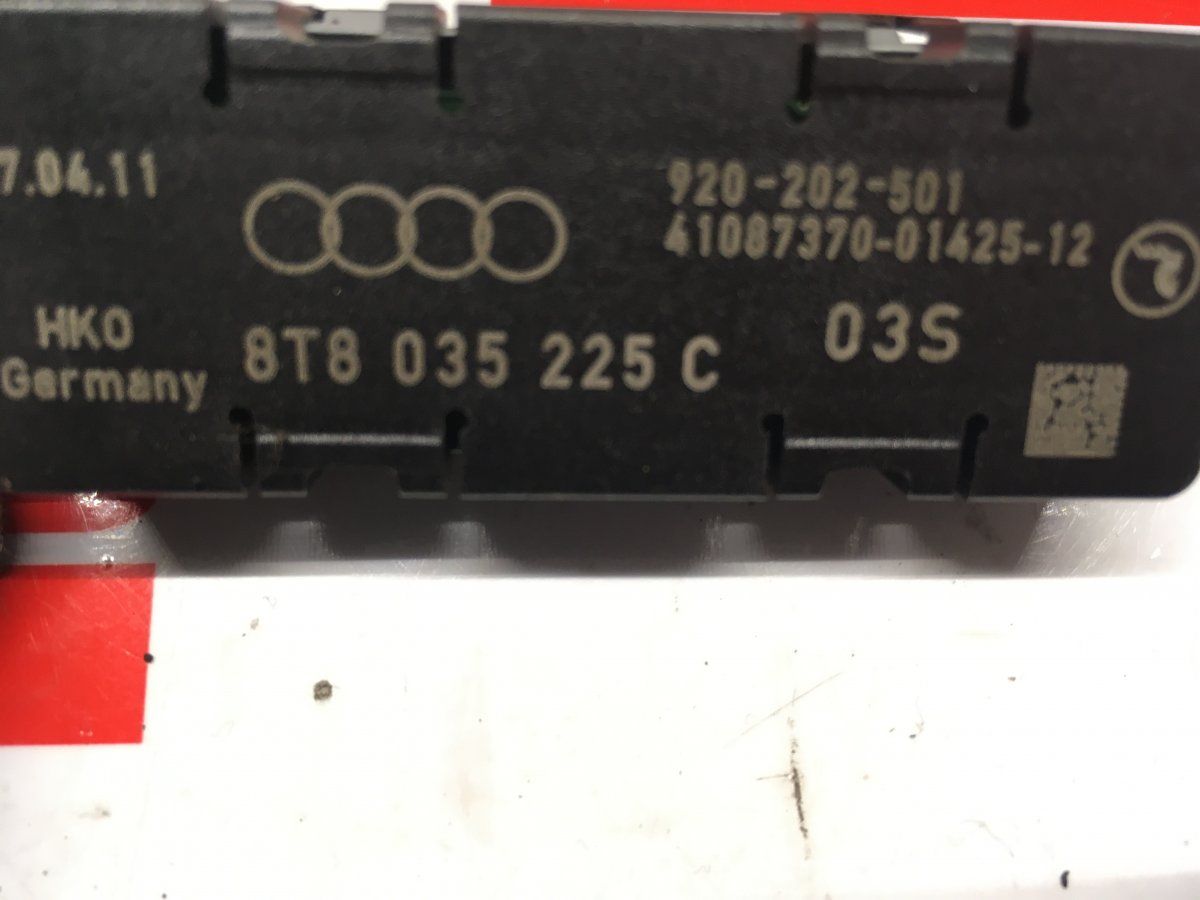 7.04.11
920-202-501
41087370-01425-12
HKO
Germany
8T8 035 225 C
03S